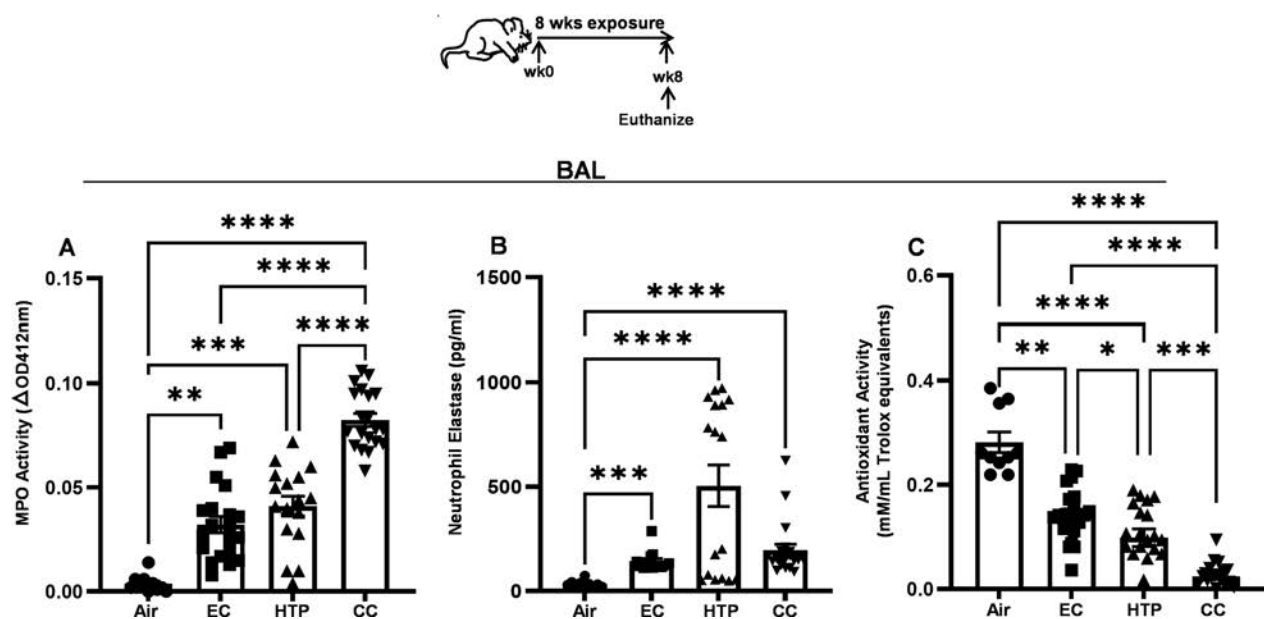 8 wks exposure
wk0
wk8
Euthanize
BAL
A
MPO Activity (△OD412nm)
0.15
0.10
0.05
0.00
****
****
****
***
**
Air EC HTP CC
B
Neutrophil Elastase (pg/ml)
1500
1000
500
0
****
****
***
Air EC HTP CC
C
Antioxidant Activity
(mM/mL Trolox equivalents)
0.6
0.4
0.2
0.0
****
****
****
** * ***
Air EC HTP CC